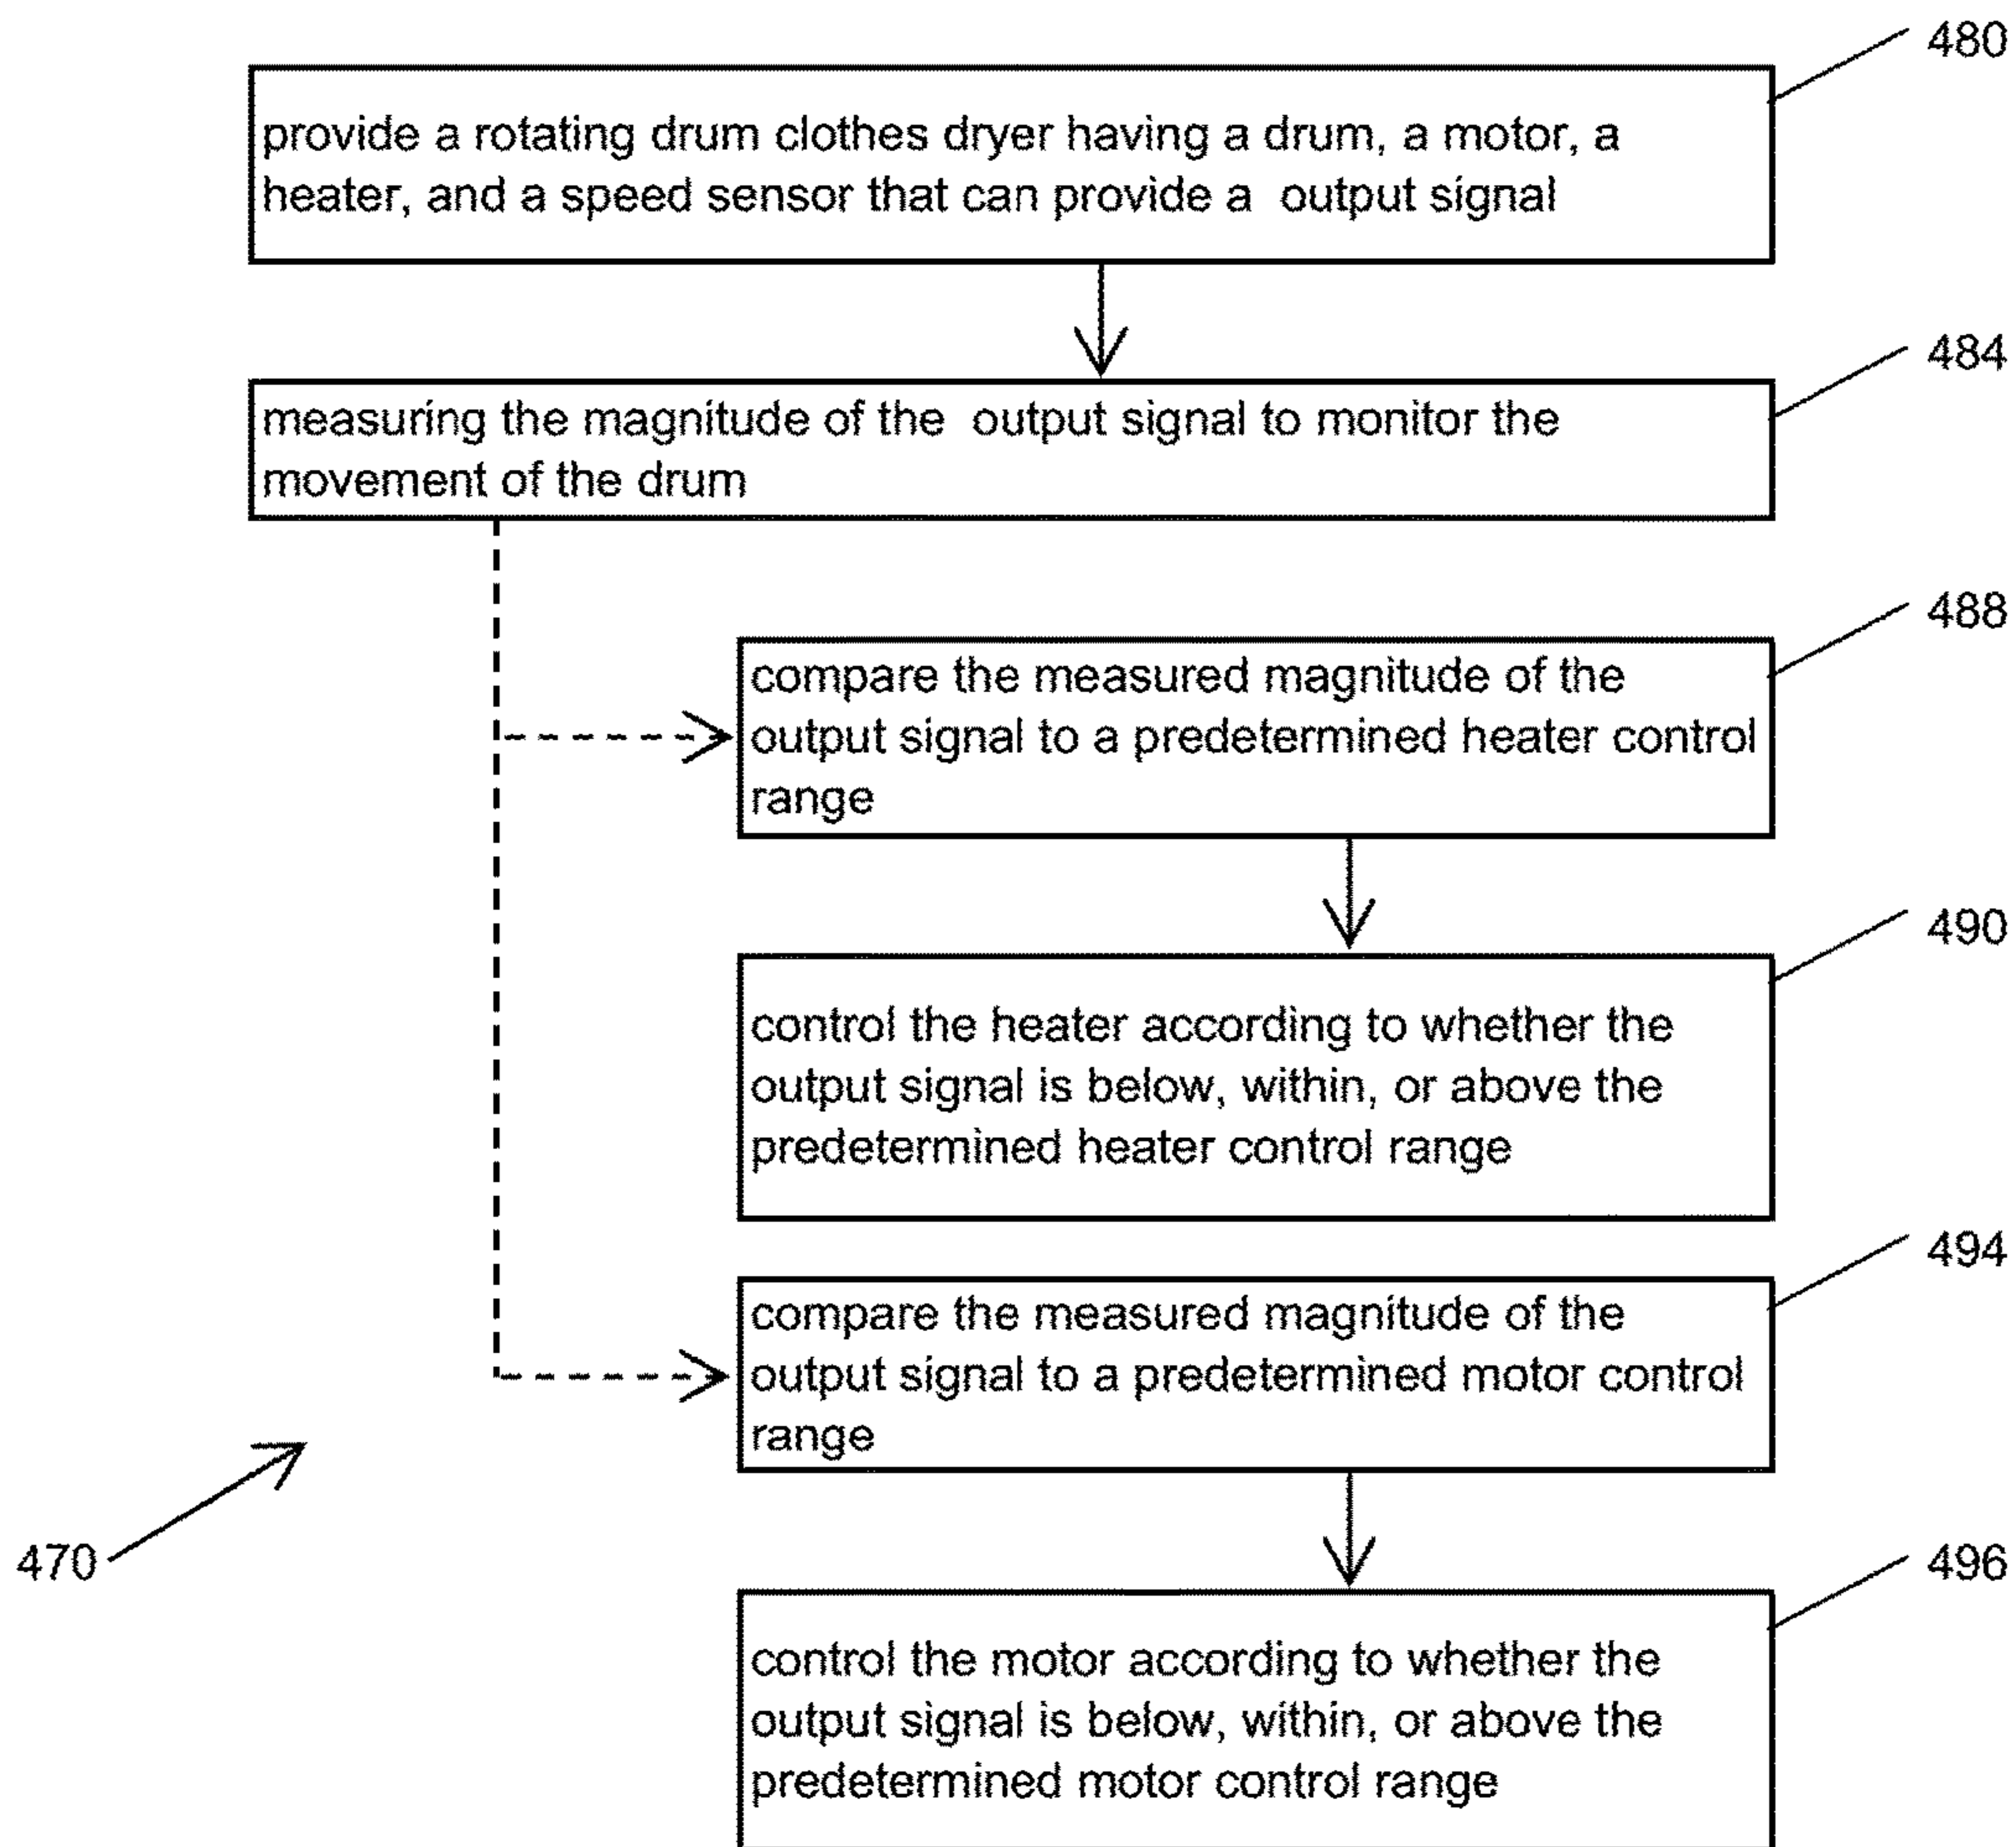 480
provide a rotating drum clothes dryer having a drum, a motor, a
heater, and a speed sensor that can provide a output signal
484
measuring the magnitude of the output signal to monitor the
movement of the drum
488
compare the measured magnitude of the
output signal to a predetermined heater control
range
490
control the heater according to whether the
output signal is below, within, or above the
predetermined heater control range
494
compare the measured magnitude of the
output signal to a predetermined motor control
range
470
496
control the motor according to whether the
output signal is below, within, or above the
predetermined motor control range